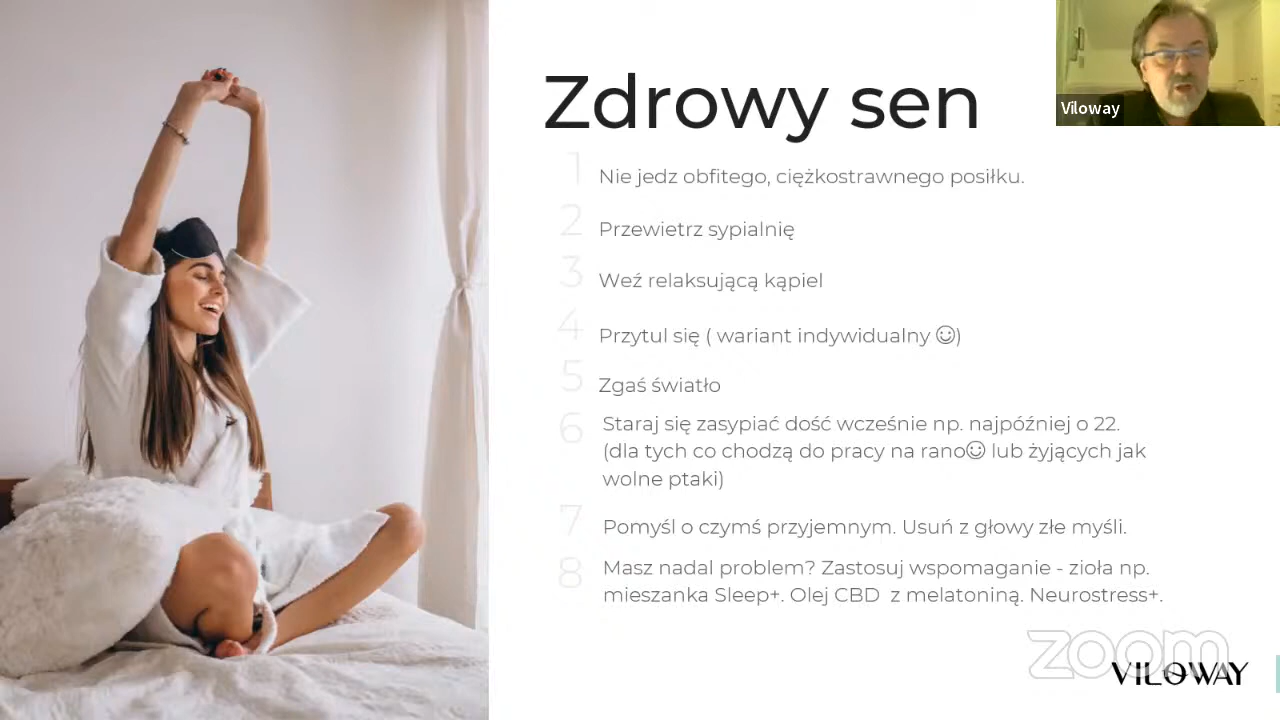 Zdrowy sen
Viloway
1 Nie jedz obfitego, ciężkostrawnego posiłku.
2 Przewietrz sypialnię
3 Weź relaksującą kąpiel
4 Przytul się ( wariant indywidualny ☺)
5 Zgaś światło
6 Staraj się zasypiać dość wcześnie np. najpóźniej o 22.
(dla tych co chodzą do pracy na rano☺ lub żyjących jak
wolne ptaki)
7 Pomyśl o czymś przyjemnym. Usuń z głowy złe myśli.
8 Masz nadal problem? Zastosuj wspomaganie - zioła np.
mieszanka Sleep+. Olej CBD  z melatoniną. Neurostress+.
zoom
VILOWAY